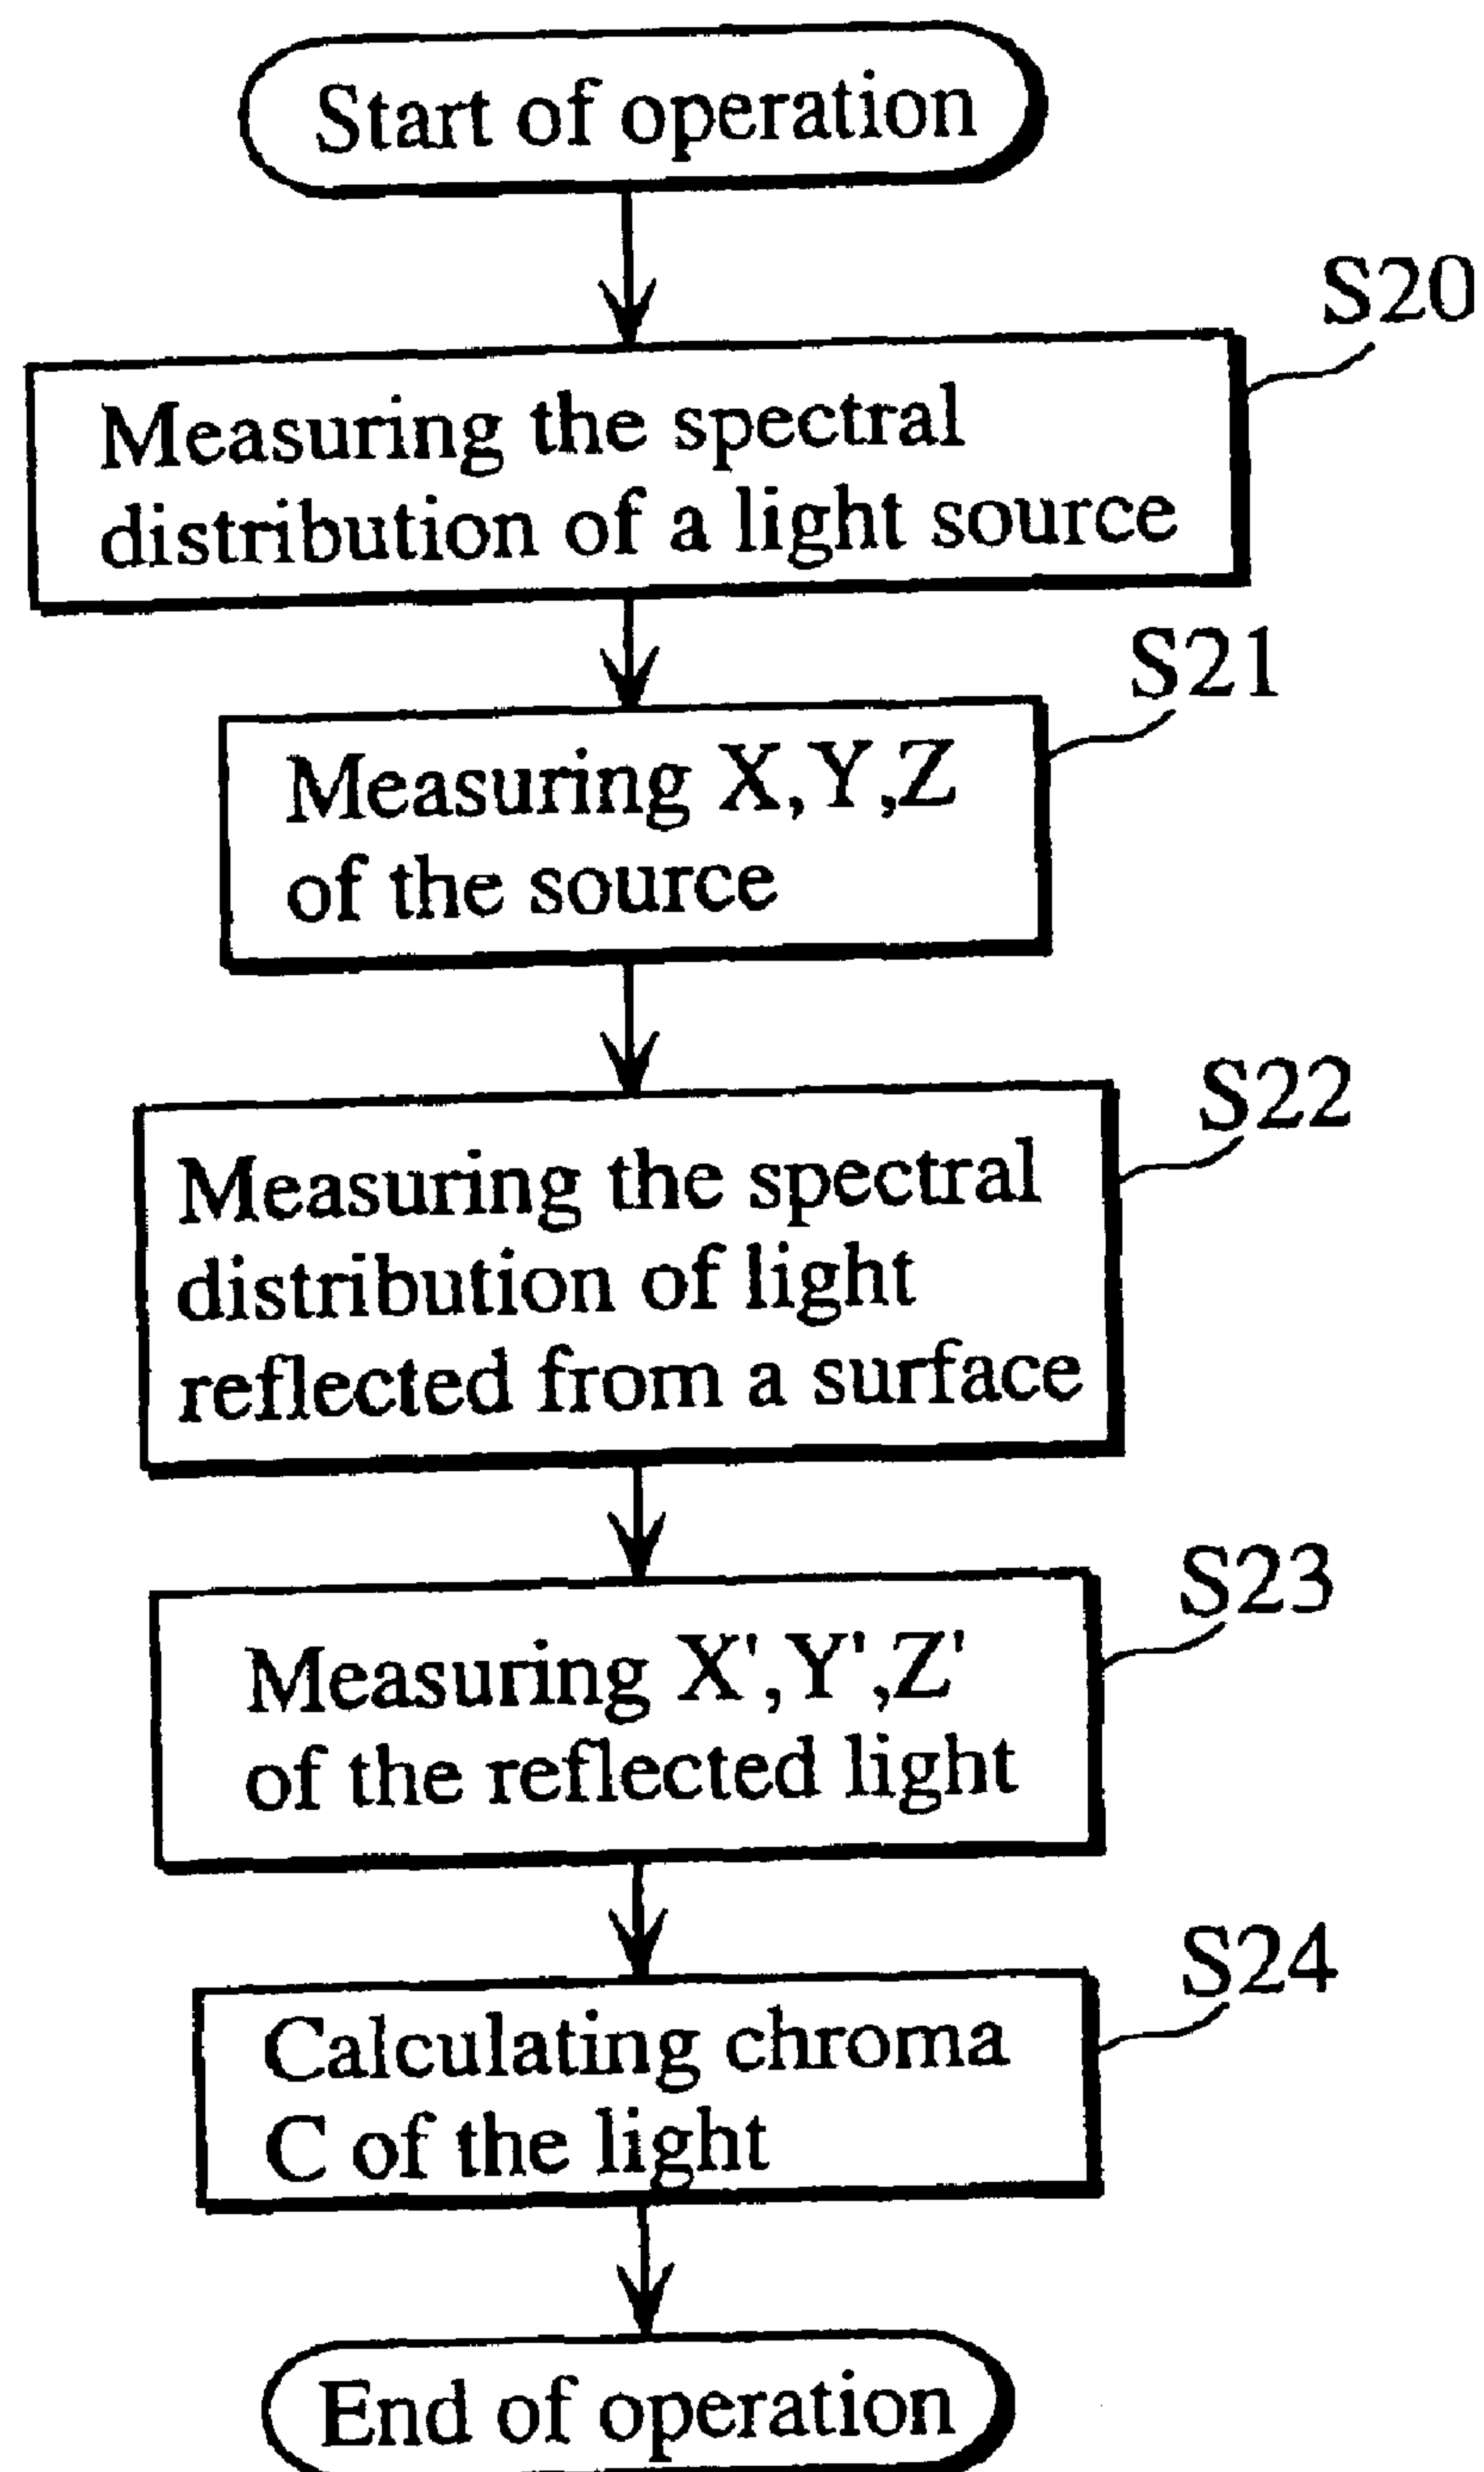 Start of operation
S20
Measuring the spectral
distribution of a light source
S21
Measuring X,Y,Z
of the source
S22
Measuring the spectral
distribution of light
reflected from a surface
S23
Measuring X',Y',Z'
of the reflected light
S24
Calculating chroma
C of the light
End of operation